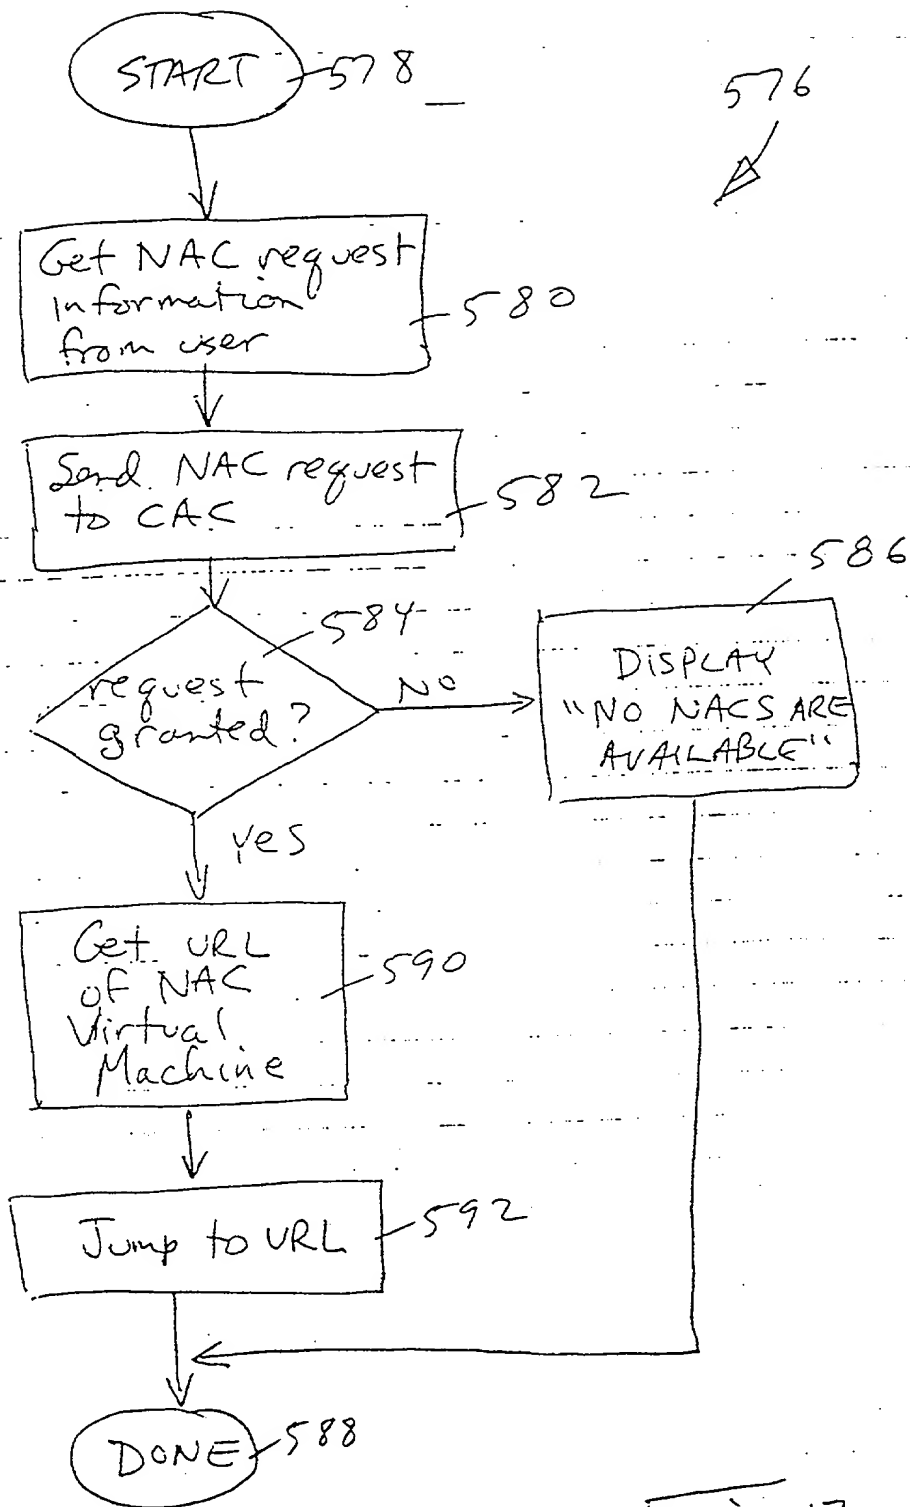 START 578
576
Get NAC request
information
from user
580
Send NAC request
to CAC
582
584
request
granted?
NO
586
DISPLAY
"NO NACS ARE
AVAILABLE"
Yes
Get URL
of NAC
Virtual
Machine
590
Jump to URL
592
DONE 588